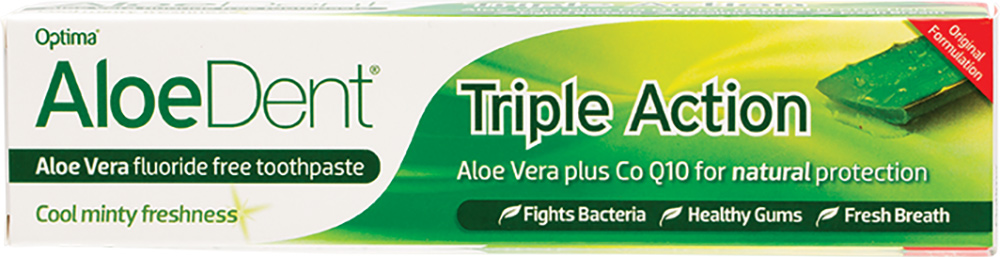 Optima®
AloeDent®
Aloe Vera fluoride free toothpaste
Cool minty freshness
Triple Action
Aloe Vera plus Co Q10 for natural protection
Fights Bacteria Healthy Gums Fresh Breath
Original
Formulation